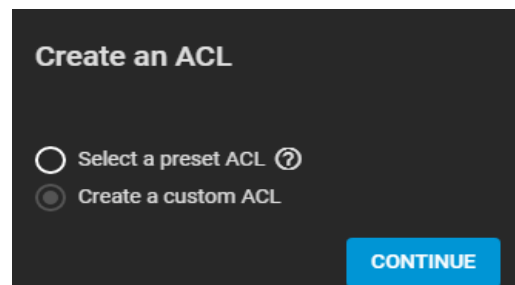 Create an ACL
Select a preset ACL ?
Create a custom ACL
CONTINUE